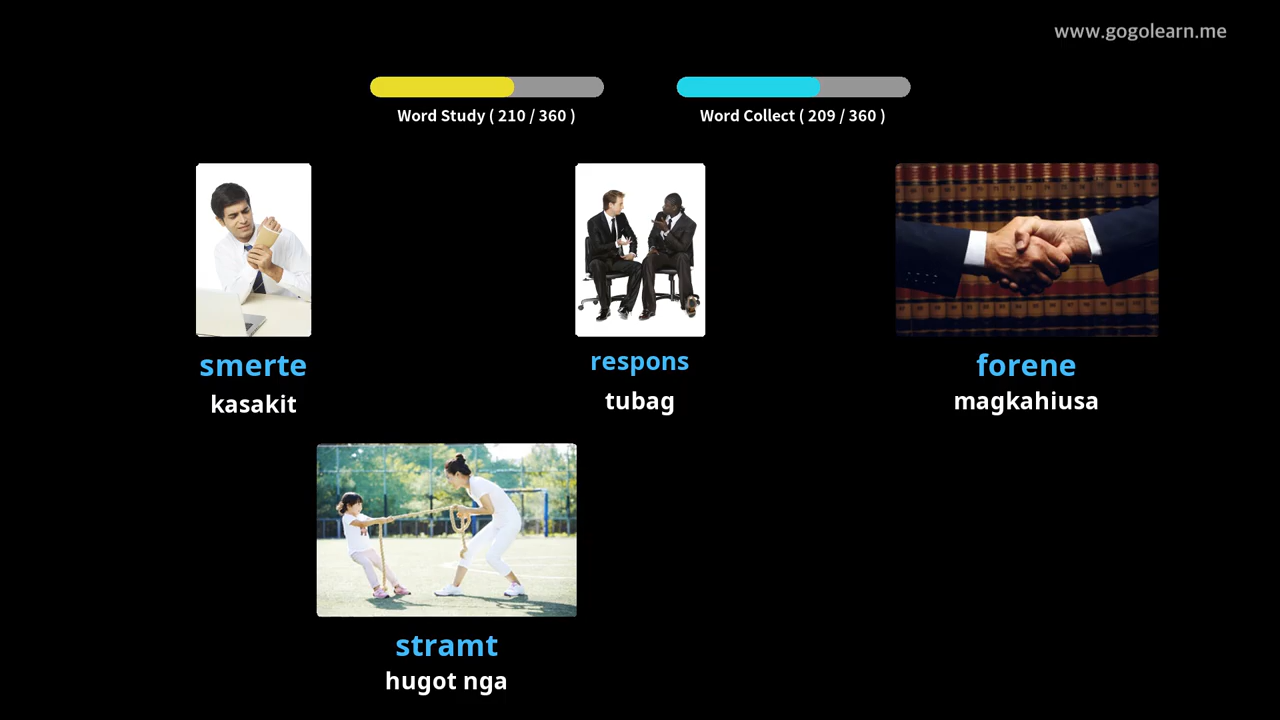 www.gogolearn.me
Word Study ( 210 / 360 )
Word Collect ( 209 / 360 )
smerte
kasakit
respons
tubag
forene
magkahiusa
stramt
hugot nga